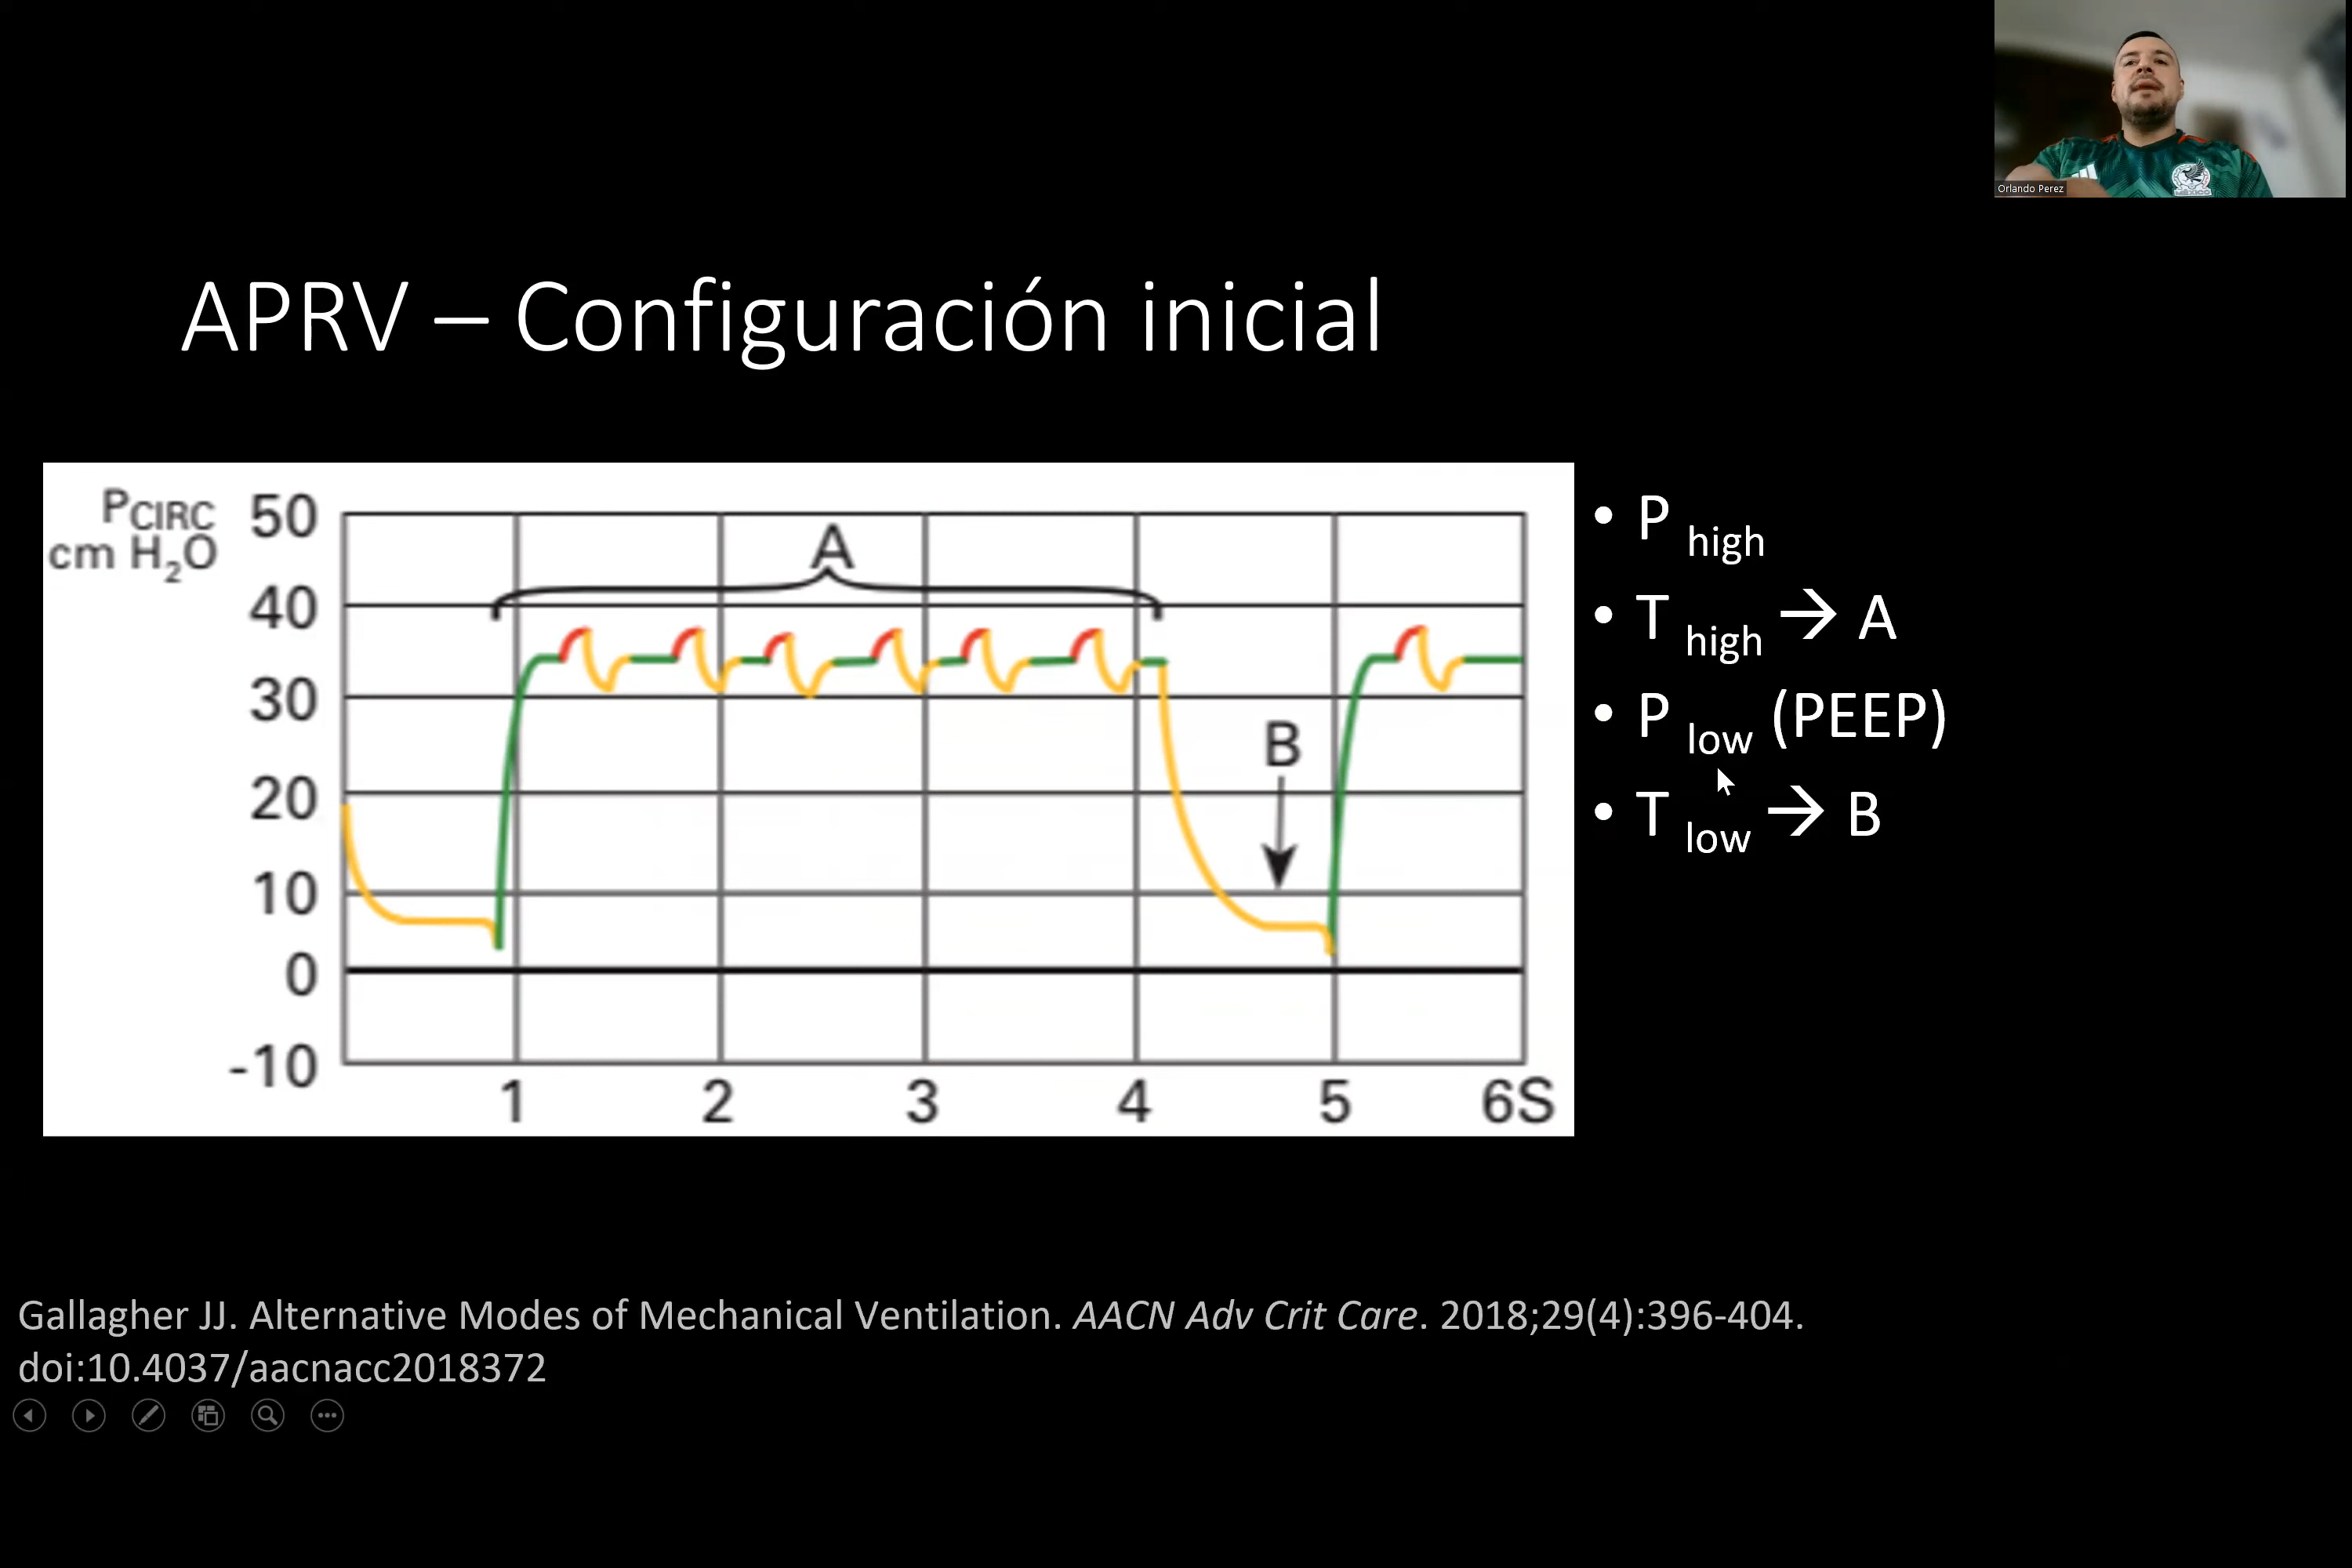 Orlando Perez
APRV – Configuración inicial
PCIRC
cm H₂O
50
40
30
20
10
0
-10
A
B
1 2 3 4 5 6S
• P high
• T high → A
• P low (PEEP)
• T low → B
Gallagher JJ. Alternative Modes of Mechanical Ventilation. AACN Adv Crit Care. 2018;29(4):396-404.
doi:10.4037/aacnacc2018372